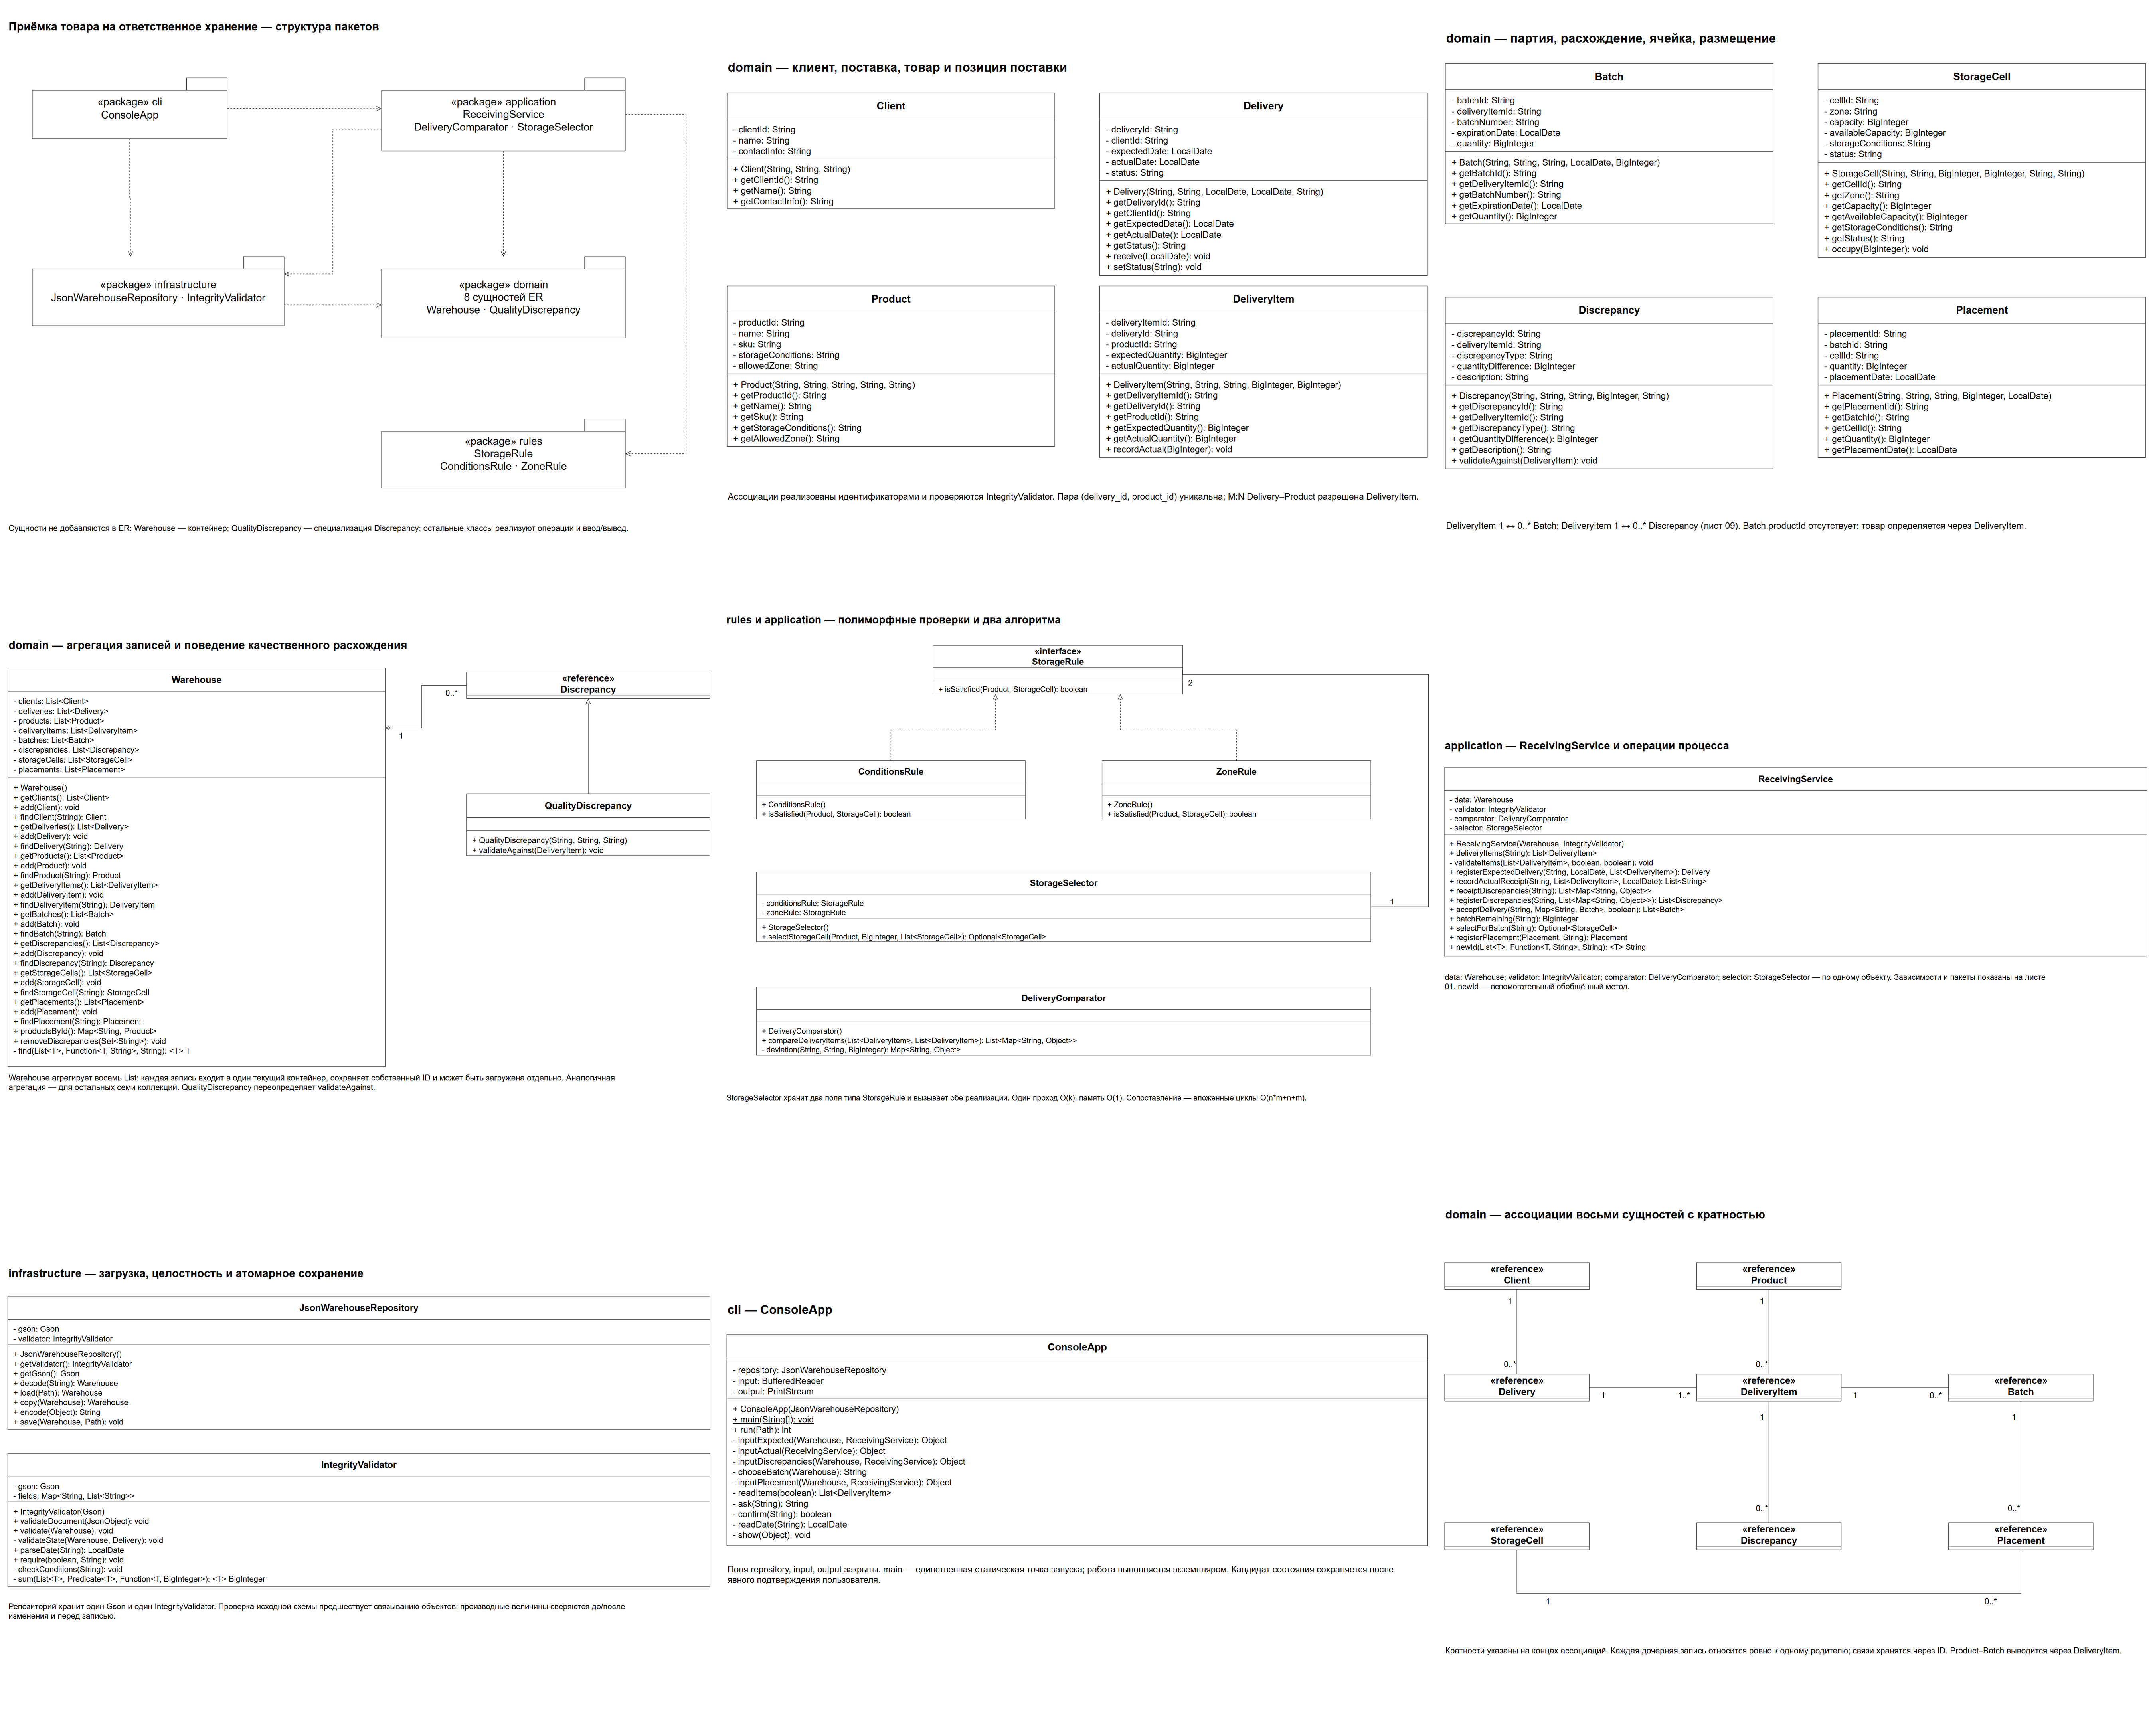 Приёмка товара на ответственное хранение — структура пакетов
«package» cli
ConsoleApp
«package» application
ReceivingService
DeliveryComparator · StorageSelector
«package» infrastructure
JsonWarehouseRepository · IntegrityValidator
«package» domain
8 сущностей ER
Warehouse · QualityDiscrepancy
«package» rules
StorageRule
ConditionsRule · ZoneRule
Сущности не добавляются в ER: Warehouse — контейнер; QualityDiscrepancy — специализация Discrepancy; остальные классы реализуют операции и ввод/вывод.
domain — клиент, поставка, товар и позиция поставки
Client
- clientId: String
- name: String
- contactInfo: String
+ Client(String, String, String)
+ getClientId(): String
+ getName(): String
+ getContactInfo(): String
Delivery
- deliveryId: String
- clientId: String
- expectedDate: LocalDate
- actualDate: LocalDate
- status: String
+ Delivery(String, String, LocalDate, LocalDate, String)
+ getDeliveryId(): String
+ getClientId(): String
+ getExpectedDate(): LocalDate
+ getActualDate(): LocalDate
+ getStatus(): String
+ receive(LocalDate): void
+ setStatus(String): void
Product
- productId: String
- name: String
- sku: String
- storageConditions: String
- allowedZone: String
+ Product(String, String, String, String, String)
+ getProductId(): String
+ getName(): String
+ getSku(): String
+ getStorageConditions(): String
+ getAllowedZone(): String
DeliveryItem
- deliveryItemId: String
- deliveryId: String
- productId: String
- expectedQuantity: BigInteger
- actualQuantity: BigInteger
+ DeliveryItem(String, String, String, BigInteger, BigInteger)
+ getDeliveryItemId(): String
+ getDeliveryId(): String
+ getProductId(): String
+ getExpectedQuantity(): BigInteger
+ getActualQuantity(): BigInteger
+ recordActual(BigInteger): void
Ассоциации реализованы идентификаторами и проверяются IntegrityValidator. Пара (delivery_id, product_id) уникальна; M:N Delivery–Product разрешена DeliveryItem.
domain — партия, расхождение, ячейка, размещение
Batch
- batchId: String
- deliveryItemId: String
- batchNumber: String
- expirationDate: LocalDate
- quantity: BigInteger
+ Batch(String, String, String, LocalDate, BigInteger)
+ getBatchId(): String
+ getDeliveryItemId(): String
+ getBatchNumber(): String
+ getExpirationDate(): LocalDate
+ getQuantity(): BigInteger
StorageCell
- cellId: String
- zone: String
- capacity: BigInteger
- availableCapacity: BigInteger
- storageConditions: String
- status: String
+ StorageCell(String, String, BigInteger, BigInteger, String, String)
+ getCellId(): String
+ getZone(): String
+ getCapacity(): BigInteger
+ getAvailableCapacity(): BigInteger
+ getStorageConditions(): String
+ getStatus(): String
+ occupy(BigInteger): void
Discrepancy
- discrepancyId: String
- deliveryItemId: String
- discrepancyType: String
- quantityDifference: BigInteger
- description: String
+ Discrepancy(String, String, String, BigInteger, String)
+ getDiscrepancyId(): String
+ getDeliveryItemId(): String
+ getDiscrepancyType(): String
+ getQuantityDifference(): BigInteger
+ getDescription(): String
+ validateAgainst(DeliveryItem): void
Placement
- placementId: String
- batchId: String
- cellId: String
- quantity: BigInteger
- placementDate: LocalDate
+ Placement(String, String, String, BigInteger, LocalDate)
+ getPlacementId(): String
+ getBatchId(): String
+ getCellId(): String
+ getQuantity(): BigInteger
+ getPlacementDate(): LocalDate
DeliveryItem 1 ↔ 0..* Batch; DeliveryItem 1 ↔ 0..* Discrepancy (лист 09). Batch.productId отсутствует: товар определяется через DeliveryItem.
domain — агрегация записей и поведение качественного расхождения
Warehouse
- clients: List<Client>
- deliveries: List<Delivery>
- products: List<Product>
- deliveryItems: List<DeliveryItem>
- batches: List<Batch>
- discrepancies: List<Discrepancy>
- storageCells: List<StorageCell>
- placements: List<Placement>
+ Warehouse()
+ getClients(): List<Client>
+ add(Client): void
+ findClient(String): Client
+ getDeliveries(): List<Delivery>
+ add(Delivery): void
+ findDelivery(String): Delivery
+ getProducts(): List<Product>
+ add(Product): void
+ findProduct(String): Product
+ getDeliveryItems(): List<DeliveryItem>
+ add(DeliveryItem): void
+ findDeliveryItem(String): DeliveryItem
+ getBatches(): List<Batch>
+ add(Batch): void
+ findBatch(String): Batch
+ getDiscrepancies(): List<Discrepancy>
+ add(Discrepancy): void
+ findDiscrepancy(String): Discrepancy
+ getStorageCells(): List<StorageCell>
+ add(StorageCell): void
+ findStorageCell(String): StorageCell
+ getPlacements(): List<Placement>
+ add(Placement): void
+ findPlacement(String): Placement
+ productsById(): Map<String, Product>
+ removeDiscrepancies(Set<String>): void
- find(List<T>, Function<T, String>, String): <T> T
0..*
1
«reference»
Discrepancy
QualityDiscrepancy
+ QualityDiscrepancy(String, String, String)
+ validateAgainst(DeliveryItem): void
Warehouse агрегирует восемь List: каждая запись входит в один текущий контейнер, сохраняет собственный ID и может быть загружена отдельно. Аналогичная
агрегация — для остальных семи коллекций. QualityDiscrepancy переопределяет validateAgainst.
rules и application — полиморфные проверки и два алгоритма
«interface»
StorageRule
+ isSatisfied(Product, StorageCell): boolean
2
ConditionsRule
+ ConditionsRule()
+ isSatisfied(Product, StorageCell): boolean
ZoneRule
+ ZoneRule()
+ isSatisfied(Product, StorageCell): boolean
StorageSelector
- conditionsRule: StorageRule
- zoneRule: StorageRule
+ StorageSelector()
+ selectStorageCell(Product, BigInteger, List<StorageCell>): Optional<StorageCell>
1
DeliveryComparator
+ DeliveryComparator()
+ compareDeliveryItems(List<DeliveryItem>, List<DeliveryItem>): List<Map<String, Object>>
- deviation(String, String, BigInteger): Map<String, Object>
StorageSelector хранит два поля типа StorageRule и вызывает обе реализации. Один проход O(k), память O(1). Сопоставление — вложенные циклы O(n*m+n+m).
application — ReceivingService и операции процесса
ReceivingService
- data: Warehouse
- validator: IntegrityValidator
- comparator: DeliveryComparator
- selector: StorageSelector
+ ReceivingService(Warehouse, IntegrityValidator)
+ deliveryItems(String): List<DeliveryItem>
- validateItems(List<DeliveryItem>, boolean, boolean): void
+ registerExpectedDelivery(String, LocalDate, List<DeliveryItem>): Delivery
+ recordActualReceipt(String, List<DeliveryItem>, LocalDate): List<String>
+ receiptDiscrepancies(String): List<Map<String, Object>>
+ registerDiscrepancies(String, List<Map<String, Object>>): List<Discrepancy>
+ acceptDelivery(String, Map<String, Batch>, boolean): List<Batch>
+ batchRemaining(String): BigInteger
+ selectForBatch(String): Optional<StorageCell>
+ registerPlacement(Placement, String): Placement
+ newId(List<T>, Function<T, String>, String): <T> String
data: Warehouse; validator: IntegrityValidator; comparator: DeliveryComparator; selector: StorageSelector — по одному объекту. Зависимости и пакеты показаны на листе
01. newId — вспомогательный обобщённый метод.
infrastructure — загрузка, целостность и атомарное сохранение
JsonWarehouseRepository
- gson: Gson
- validator: IntegrityValidator
+ JsonWarehouseRepository()
+ getValidator(): IntegrityValidator
+ getGson(): Gson
+ decode(String): Warehouse
+ load(Path): Warehouse
+ copy(Warehouse): Warehouse
+ encode(Object): String
+ save(Warehouse, Path): void
IntegrityValidator
- gson: Gson
- fields: Map<String, List<String>>
+ IntegrityValidator(Gson)
+ validateDocument(JsonObject): void
+ validate(Warehouse): void
- validateState(Warehouse, Delivery): void
+ parseDate(String): LocalDate
+ require(boolean, String): void
- checkConditions(String): void
- sum(List<T>, Predicate<T>, Function<T, BigInteger>): <T> BigInteger
Репозиторий хранит один Gson и один IntegrityValidator. Проверка исходной схемы предшествует связыванию объектов; производные величины сверяются до/после
изменения и перед записью.
cli — ConsoleApp
ConsoleApp
- repository: JsonWarehouseRepository
- input: BufferedReader
- output: PrintStream
+ ConsoleApp(JsonWarehouseRepository)
+ main(String[]): void
+ run(Path): int
- inputExpected(Warehouse, ReceivingService): Object
- inputActual(ReceivingService): Object
- inputDiscrepancies(Warehouse, ReceivingService): Object
- chooseBatch(Warehouse): String
- inputPlacement(Warehouse, ReceivingService): Object
- readItems(boolean): List<DeliveryItem>
- ask(String): String
- confirm(String): boolean
- readDate(String): LocalDate
- show(Object): void
Поля repository, input, output закрыты. main — единственная статическая точка запуска; работа выполняется экземпляром. Кандидат состояния сохраняется после
явного подтверждения пользователя.
domain — ассоциации восьми сущностей с кратностью
«reference»
Client
«reference»
Product
1
1
0..*
0..*
«reference»
Delivery
1
1..*
«reference»
DeliveryItem
1
0..*
«reference»
Batch
1
1
0..*
0..*
«reference»
StorageCell
«reference»
Discrepancy
«reference»
Placement
1
0..*
Кратности указаны на концах ассоциаций. Каждая дочерняя запись относится ровно к одному родителю; связи хранятся через ID. Product–Batch выводится через DeliveryItem.